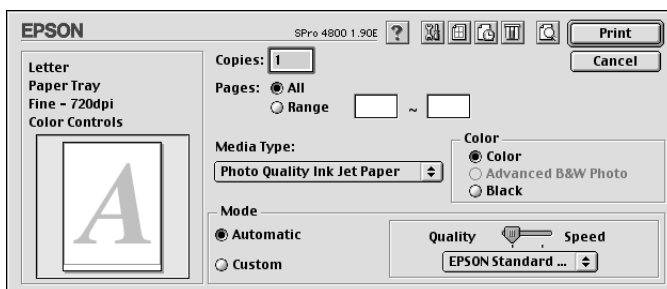 EPSON
SPro 4800 1.90E ?
Print
Cancel
Letter
Paper Tray
Fine - 720dpi
Color Controls
A
Copies: 1
Pages: All
Range ~
Media Type:
Photo Quality Ink Jet Paper
Color
Color
Advanced B&W Photo
Black
Mode
Automatic
Custom
Quality Speed
EPSON Standard ...